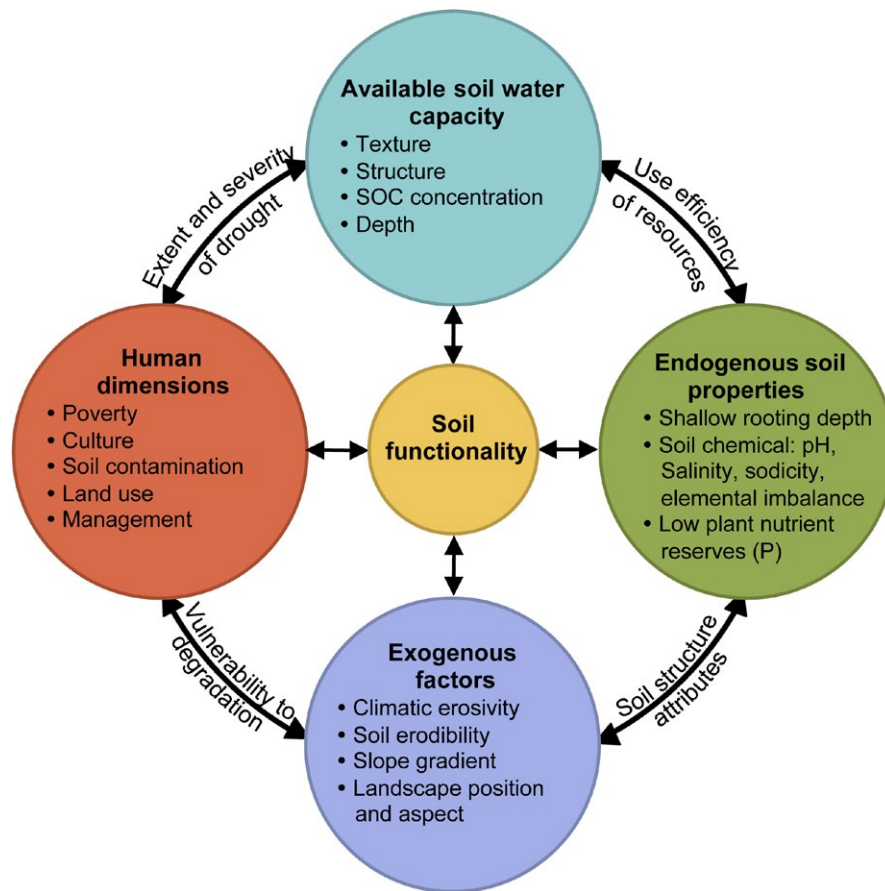 Available soil water
capacity
• Texture
• Structure
• SOC concentration
• Depth
Extent and severity
of drought
Use efficiency
of resources
Human
dimensions
• Poverty
• Culture
• Soil contamination
• Land use
• Management
Soil
functionality
Endogenous soil
properties
• Shallow rooting depth
• Soil chemical: pH,
Salinity, sodicity,
elemental imbalance
• Low plant nutrient
reserves (P)
Vulnerability to
degradation
Soil structure
attributes
Exogenous
factors
• Climatic erosivity
• Soil erodibility
• Slope gradient
• Landscape position
and aspect